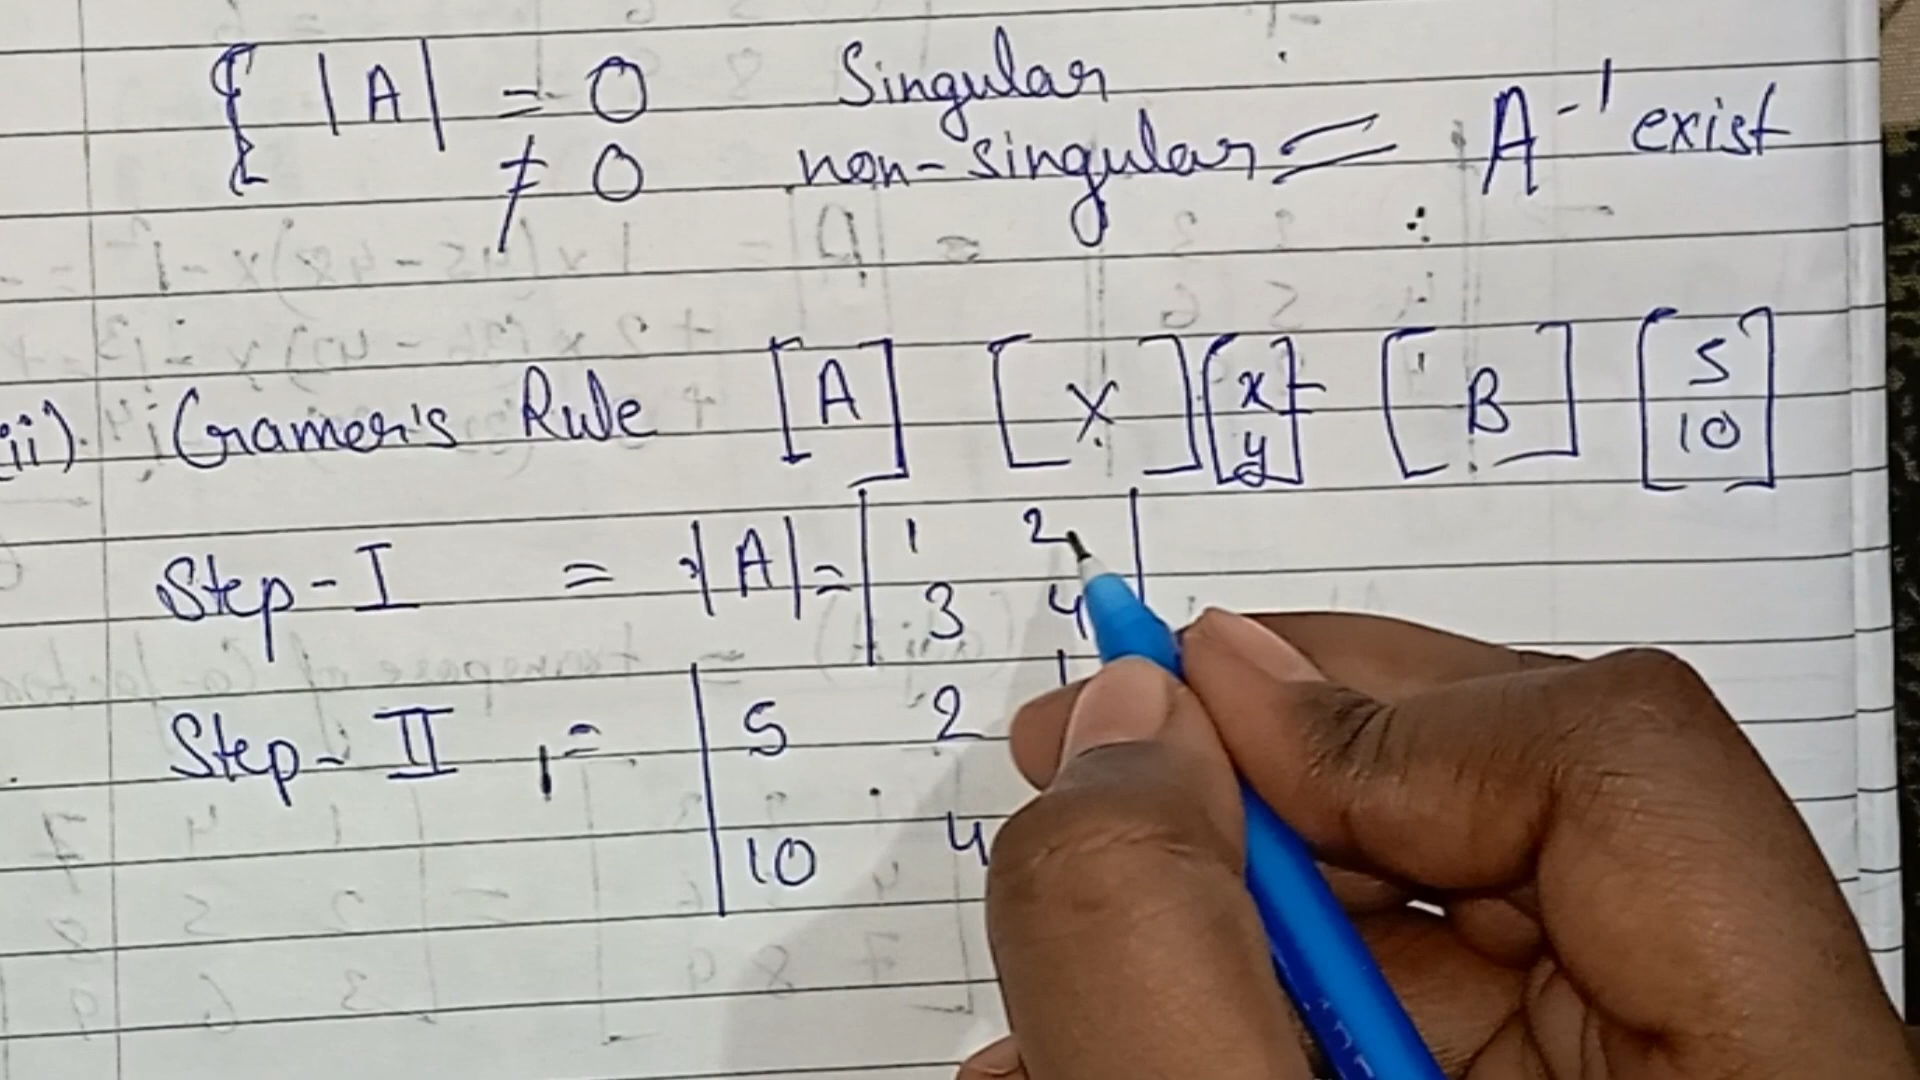 { |A| = 0 Singular
≠ 0 non-singular = A⁻¹ exist
ii). Cramer's Rule [A] [X] [x y] = [B] [5 10]
Step-I = |A| = | 1 2
3 4 |
Step-II, = | 5 2 |
10 4